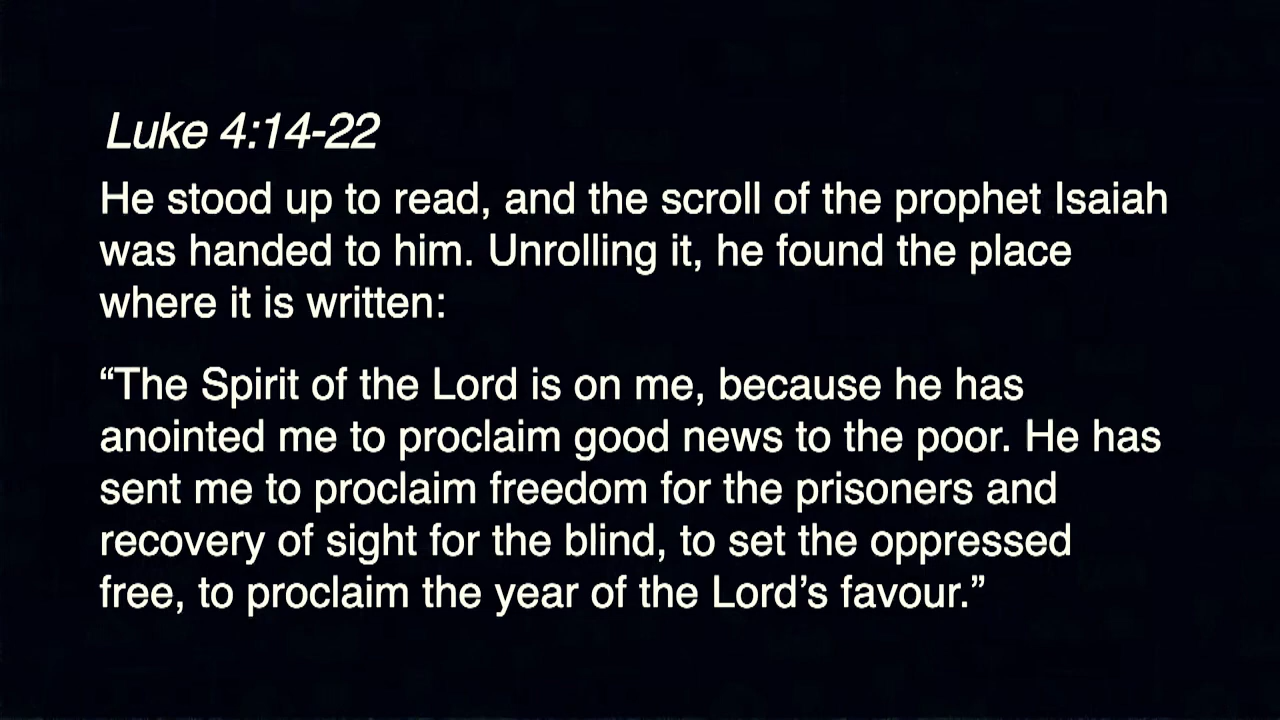 Luke 4:14-22
He stood up to read, and the scroll of the prophet Isaiah
was handed to him. Unrolling it, he found the place
where it is written:
“The Spirit of the Lord is on me, because he has
anointed me to proclaim good news to the poor. He has
sent me to proclaim freedom for the prisoners and
recovery of sight for the blind, to set the oppressed
free, to proclaim the year of the Lord’s favour.”